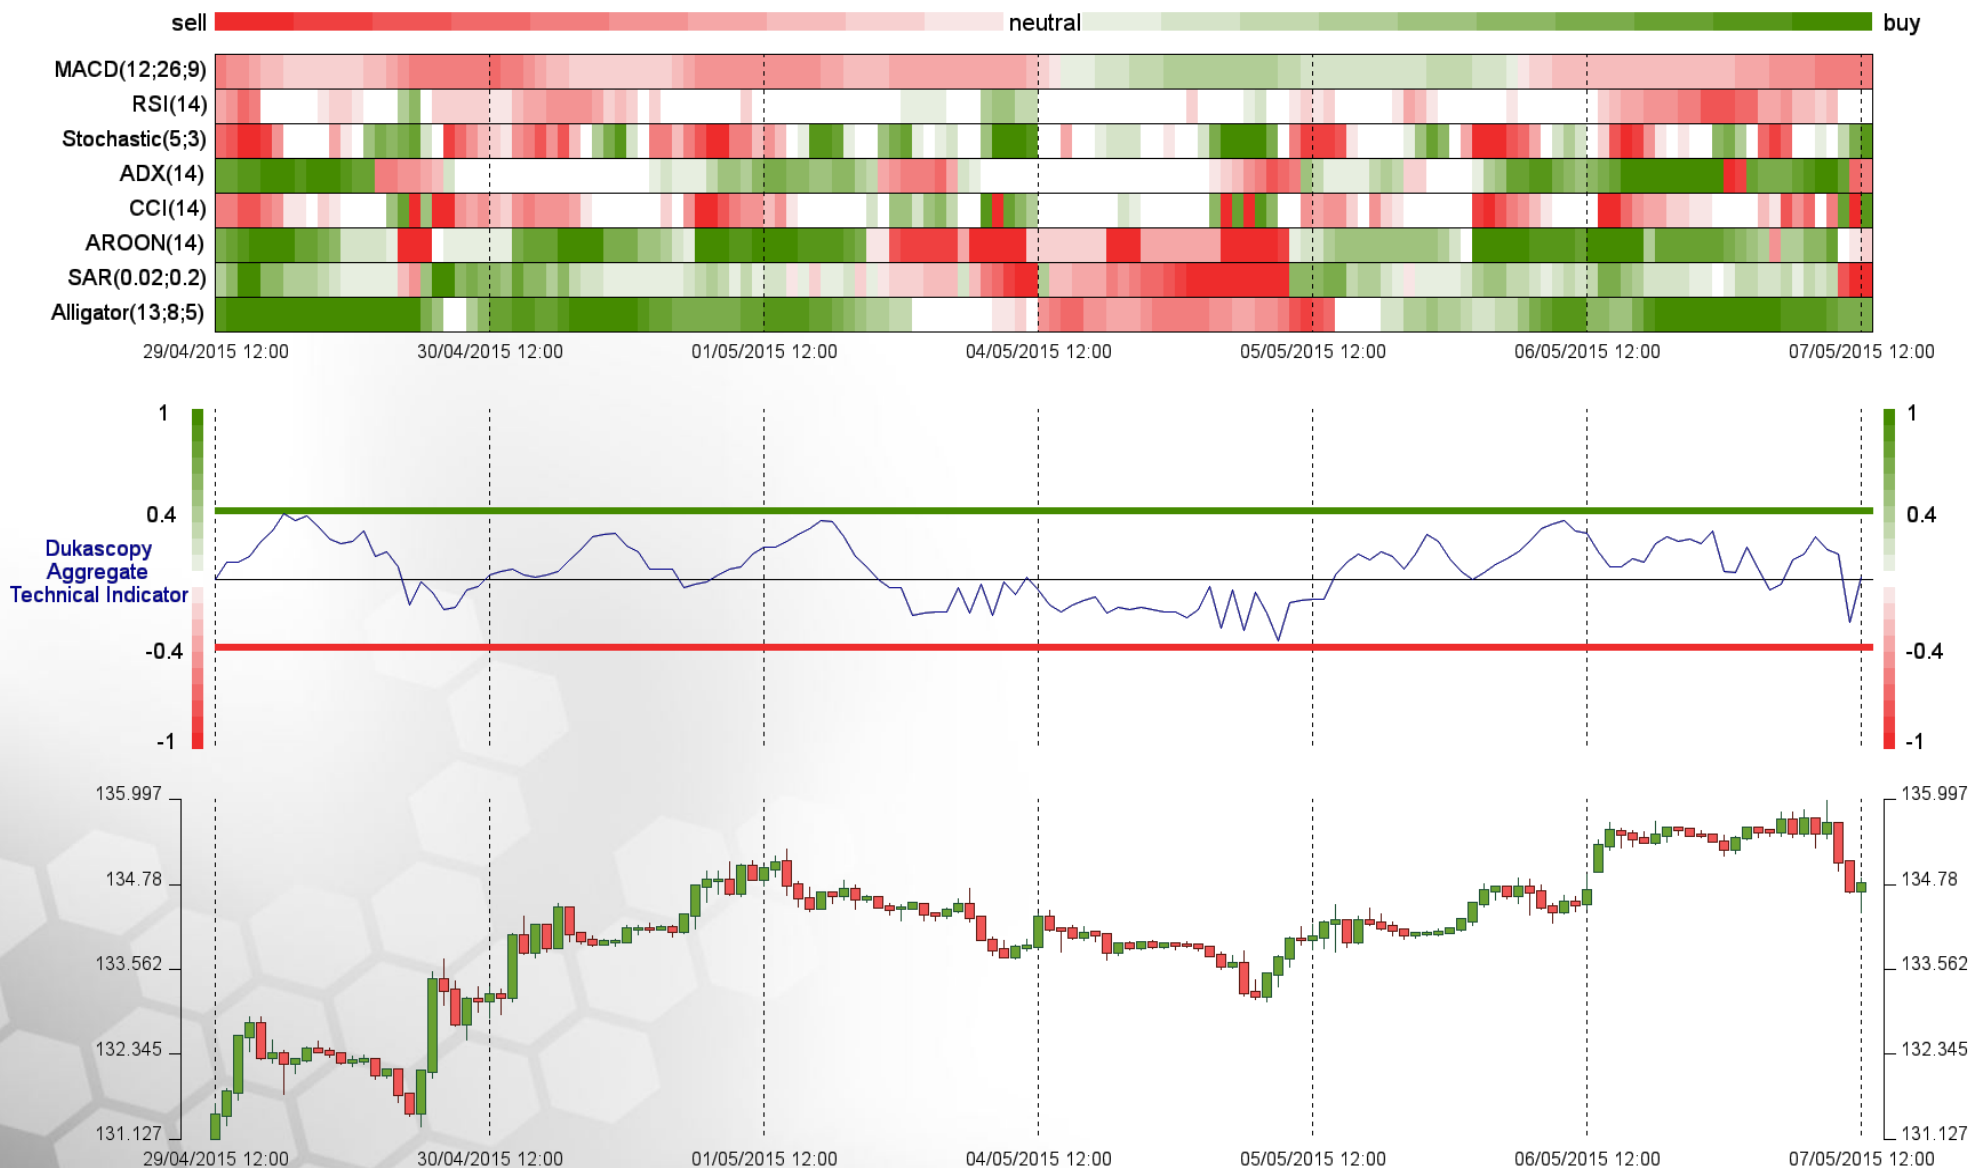 sell neutral buy
MACD(12;26;9)
RSI(14)
Stochastic(5;3)
ADX(14)
CCI(14)
AROON(14)
SAR(0.02;0.2)
Alligator(13;8;5)
29/04/2015 12:00 30/04/2015 12:00 01/05/2015 12:00 04/05/2015 12:00 05/05/2015 12:00 06/05/2015 12:00 07/05/2015 12:00
1 1
0.4 0.4
Dukascopy
Aggregate
Technical Indicator
-0.4 -0.4
-1 -1
135.997 135.997
134.78 134.78
133.562 133.562
132.345 132.345
131.127 131.127
29/04/2015 12:00 30/04/2015 12:00 01/05/2015 12:00 04/05/2015 12:00 05/05/2015 12:00 06/05/2015 12:00 07/05/2015 12:00